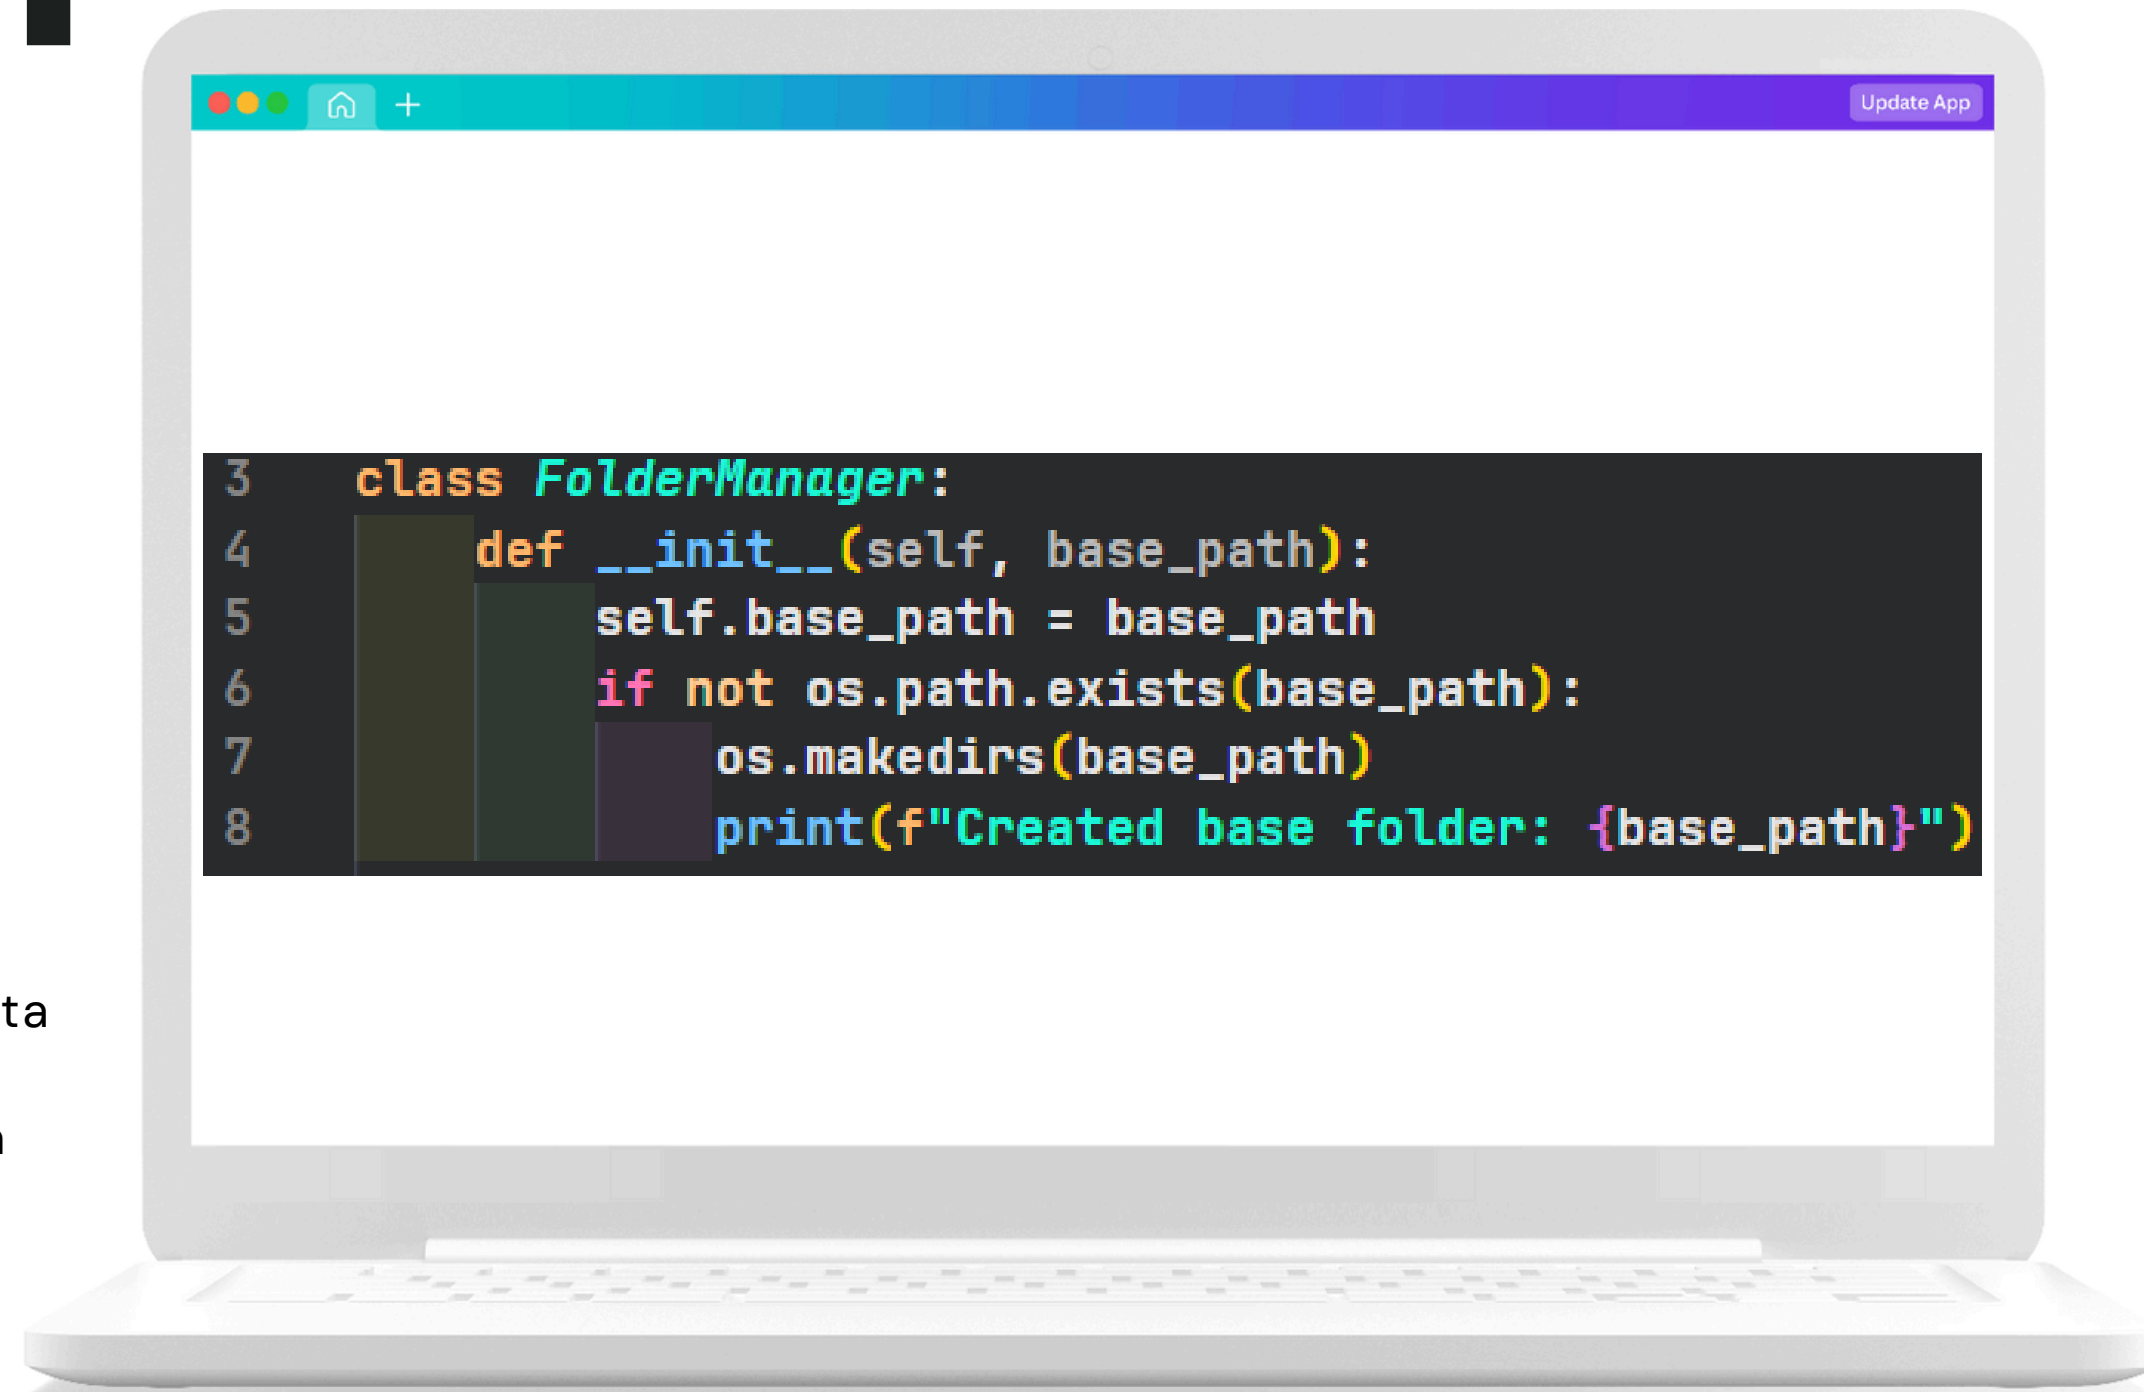 Update App
3 class FolderManager:
4 def __init__(self, base_path):
5 self.base_path = base_path
6 if not os.path.exists(base_path):
7 os.makedirs(base_path)
8 print(f"Created base folder: {base_path}")
ta